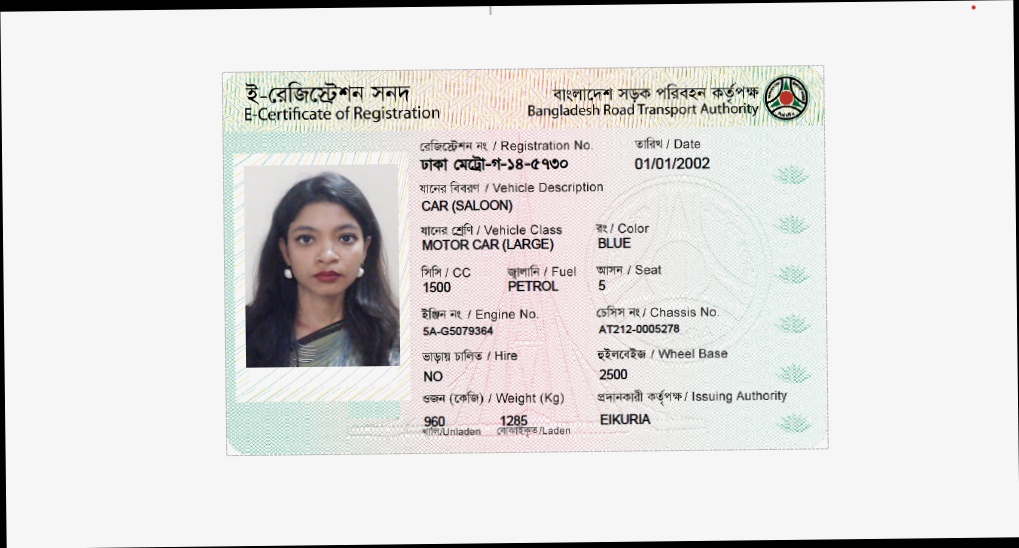 ই-রেজিস্ট্রেশন সনদ
E-Certificate of Registration
বাংলাদেশ সড়ক পরিবহন কর্তৃপক্ষ
Bangladesh Road Transport Authority
রেজিস্ট্রেশন নং / Registration No.
ঢাকা মেট্রো-গ-১৪-৫৭৩০
তারিখ / Date
01/01/2002
যানের বিবরণ / Vehicle Description
CAR (SALOON)
যানের শ্রেণি / Vehicle Class
MOTOR CAR (LARGE)
রং / Color
BLUE
সিসি / CC
1500
জ্বালানি / Fuel
PETROL
আসন / Seat
5
ইঞ্জিন নং / Engine No.
5A-G5079364
চেসিস নং / Chassis No.
AT212-0005278
ভাড়ায় চালিত / Hire
NO
হুইলবেইজ / Wheel Base
2500
ওজন (কেজি) / Weight (Kg)
960
খালি/Unladen
1285
বোঝাইকৃত/Laden
প্রদানকারী কর্তৃপক্ষ / Issuing Authority
EIKURIA